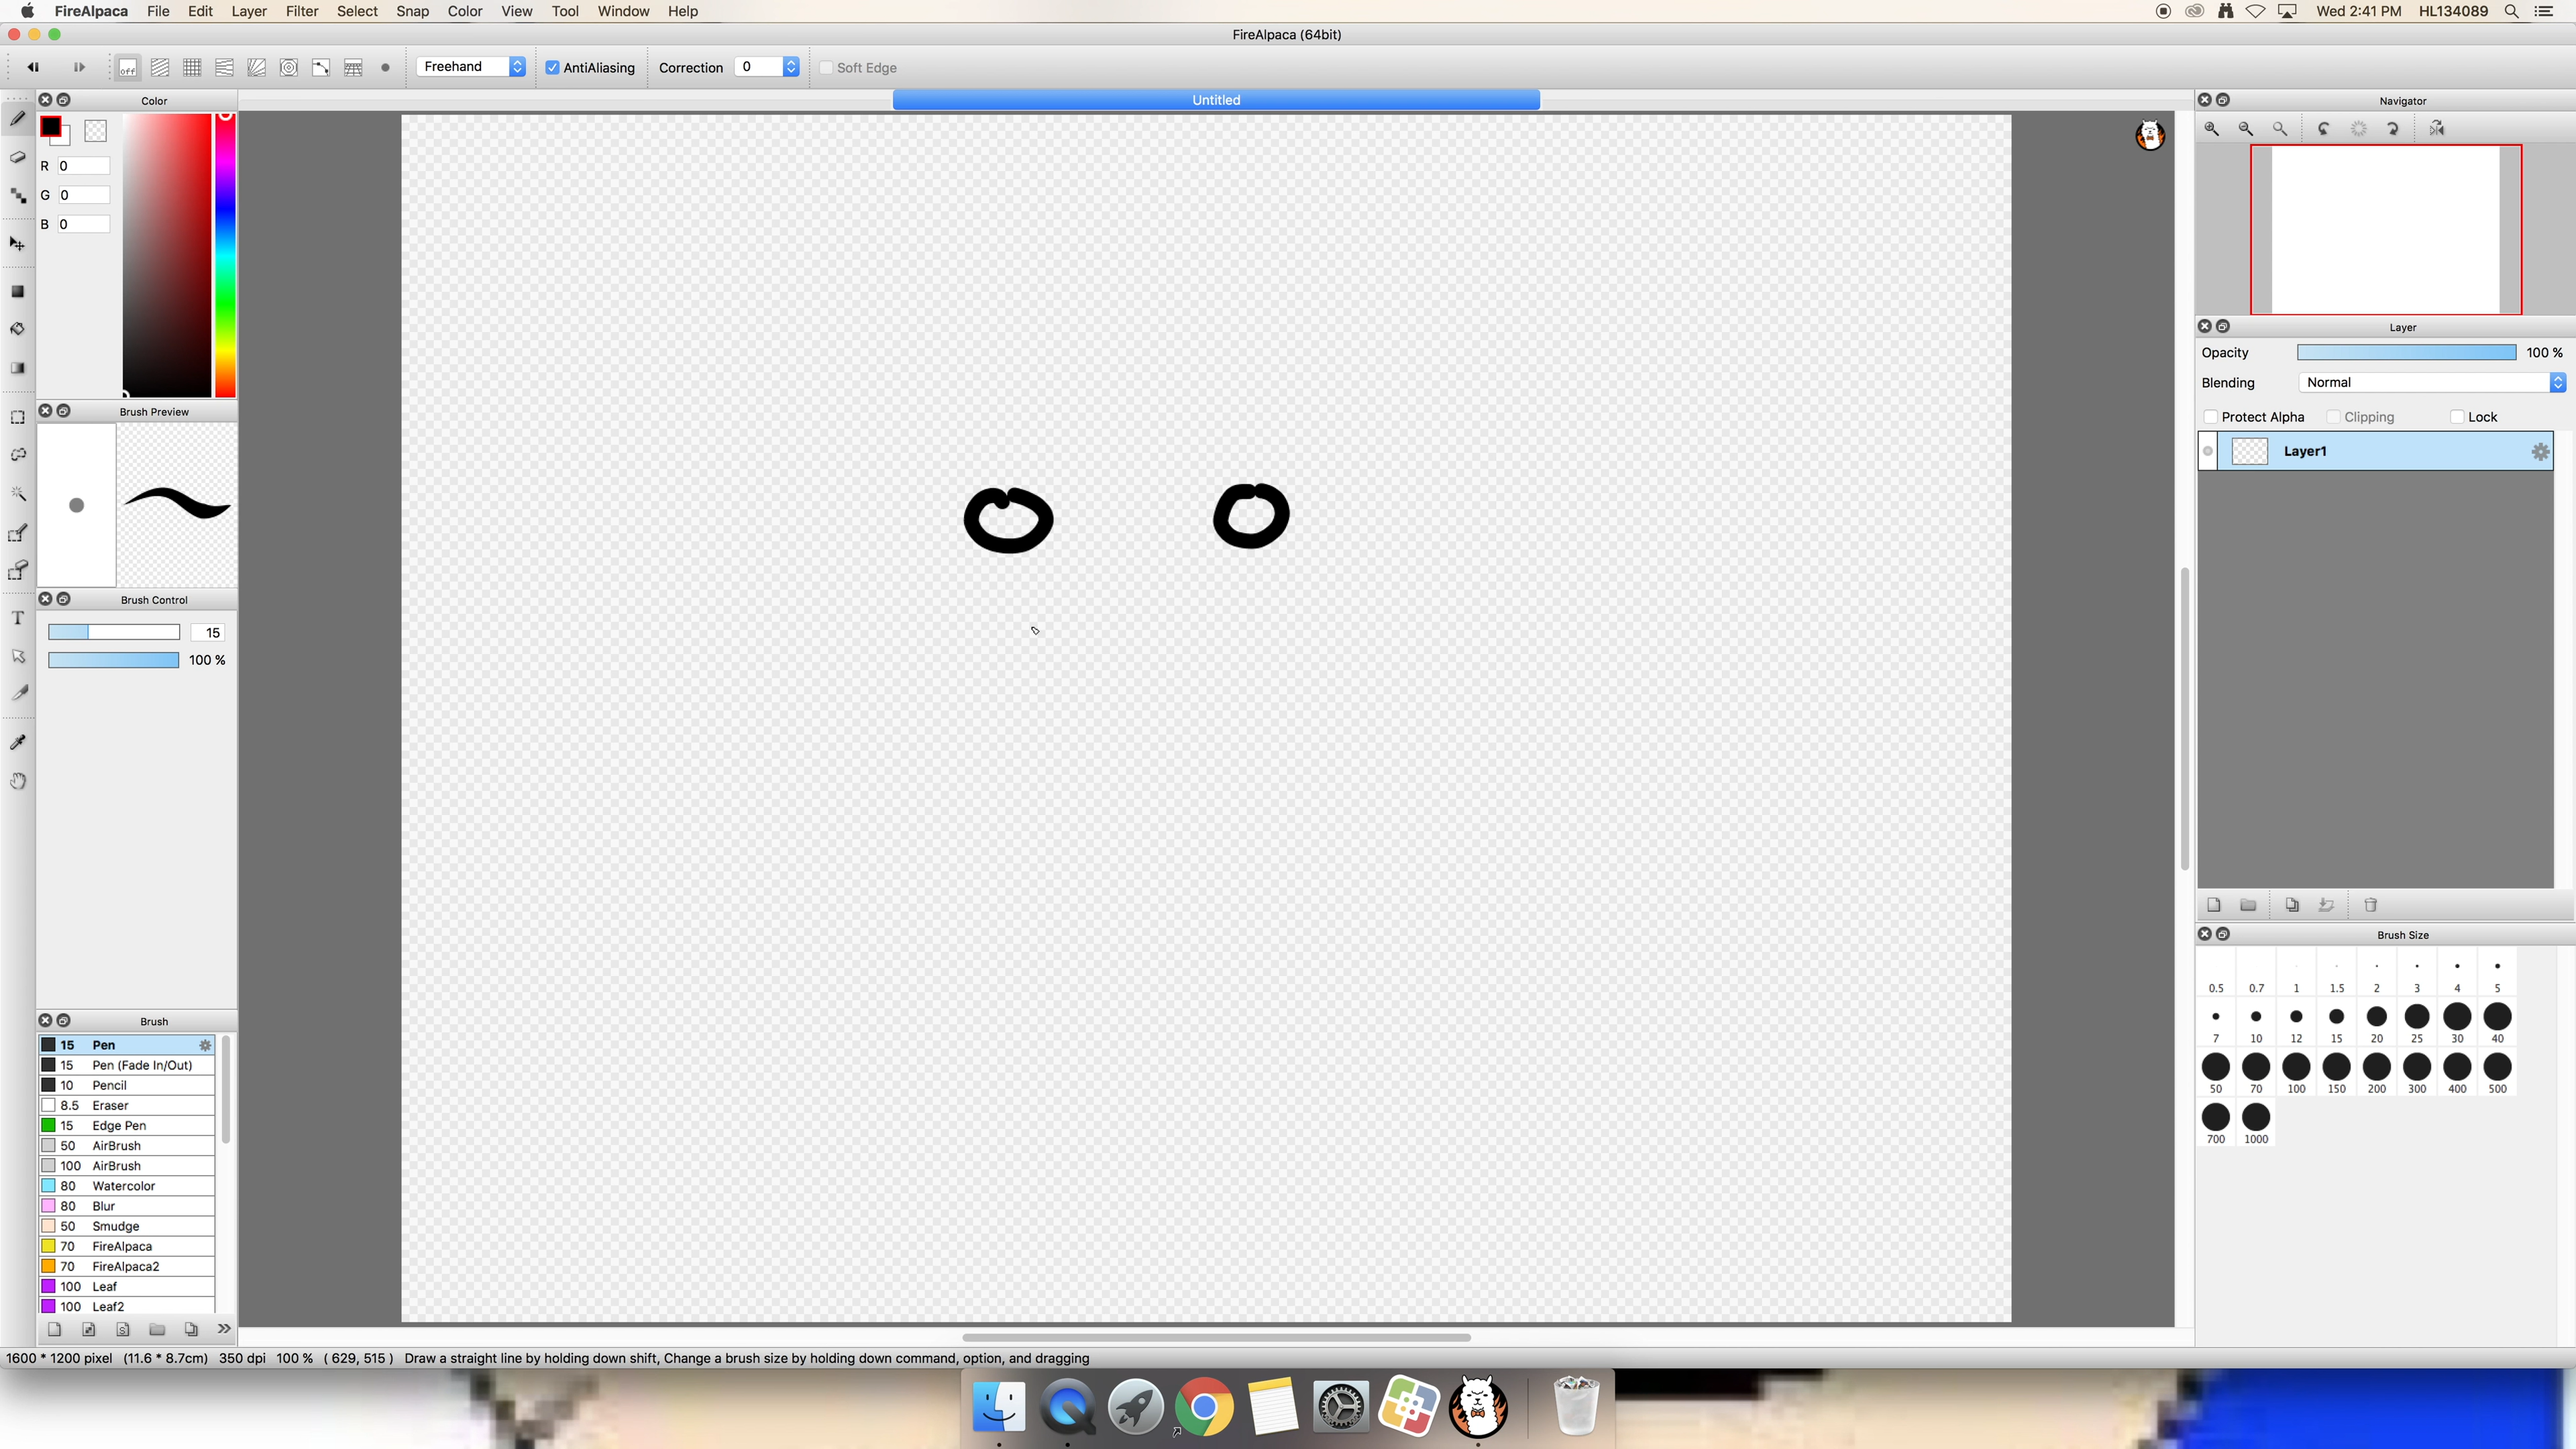 FireAlpaca File Edit Layer Filter Select Snap Color View Tool Window Help Wed 2:41 PM HL134089
FireAlpaca (64bit)
off Freehand AntiAliasing Correction 0 Soft Edge
Color
R 0
G 0
B 0
Brush Preview
Brush Control
15
100 %
T
Brush
15 Pen
15 Pen (Fade In/Out)
10 Pencil
8.5 Eraser
15 Edge Pen
50 AirBrush
100 AirBrush
80 Watercolor
80 Blur
50 Smudge
70 FireAlpaca
70 FireAlpaca2
100 Leaf
100 Leaf2
S
Untitled
Navigator
Layer
Opacity 100 %
Blending Normal
Protect Alpha Clipping Lock
Layer1
Brush Size
0.5 0.7 1 1.5 2 3 4 5
7 10 12 15 20 25 30 40
50 70 100 150 200 300 400 500
700 1000
1600 * 1200 pixel (11.6 * 8.7cm) 350 dpi 100 % ( 629, 515 ) Draw a straight line by holding down shift, Change a brush size by holding down command, option, and dragging